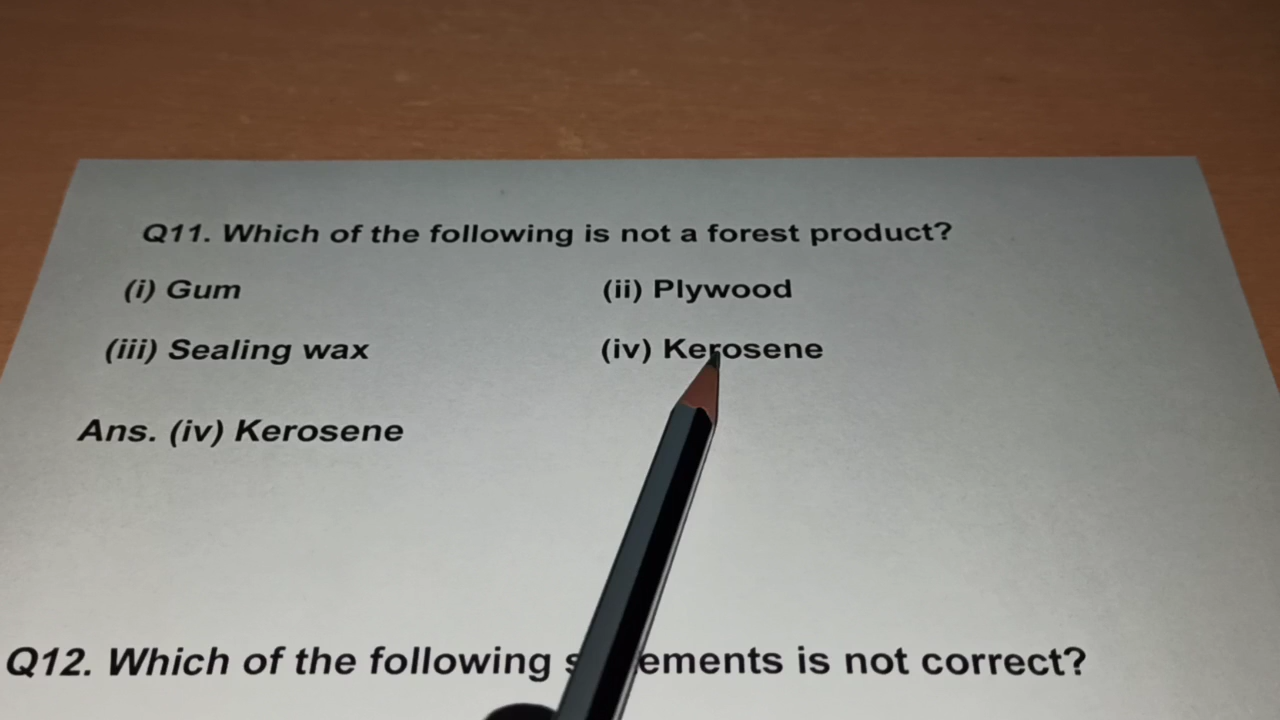 Q11. Which of the following is not a forest product?
(i) Gum (ii) Plywood
(iii) Sealing wax (iv) Kerosene
Ans. (iv) Kerosene
Q12. Which of the following is not correct?